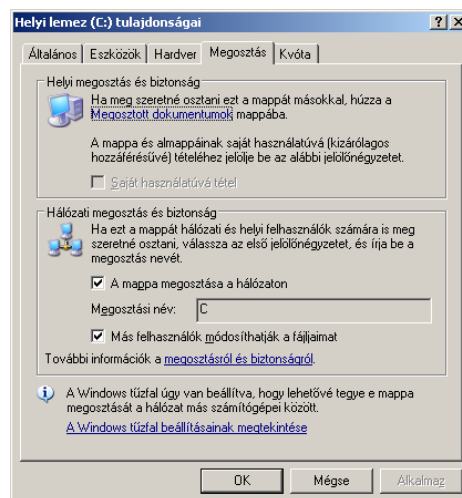 Helyi lemez (C:) tulajdonságai
Általános Eszközök Hardver Megosztás Kvóta
Helyi megosztás és biztonság
Ha meg szeretné osztani ezt a mappát másokkal, húzza a
Megosztott dokumentumok mappába.
A mappa és almappáinak saját használatúvá (kizárólagos
hozzáférésűvé) tételéhez jelölje be az alábbi jelölőnégyzetet.
Saját használatúvá tétel
Hálózati megosztás és biztonság
Ha ezt a mappát hálózati és helyi felhasználók számára is meg
szeretné osztani, válassza az első jelölőnégyzetet, és írja be a
megosztás nevét.
A mappa megosztása a hálózaton
Megosztási név: C
Más felhasználók módosíthatják a fájljaimat
További információk a megosztásról és biztonságról.
A Windows tűzfal úgy van beállítva, hogy lehetővé tegye e mappa
megosztását a hálózat más számítógépei között.
A Windows tűzfal beállításainak megtekintése
OK Mégse Alkalmaz